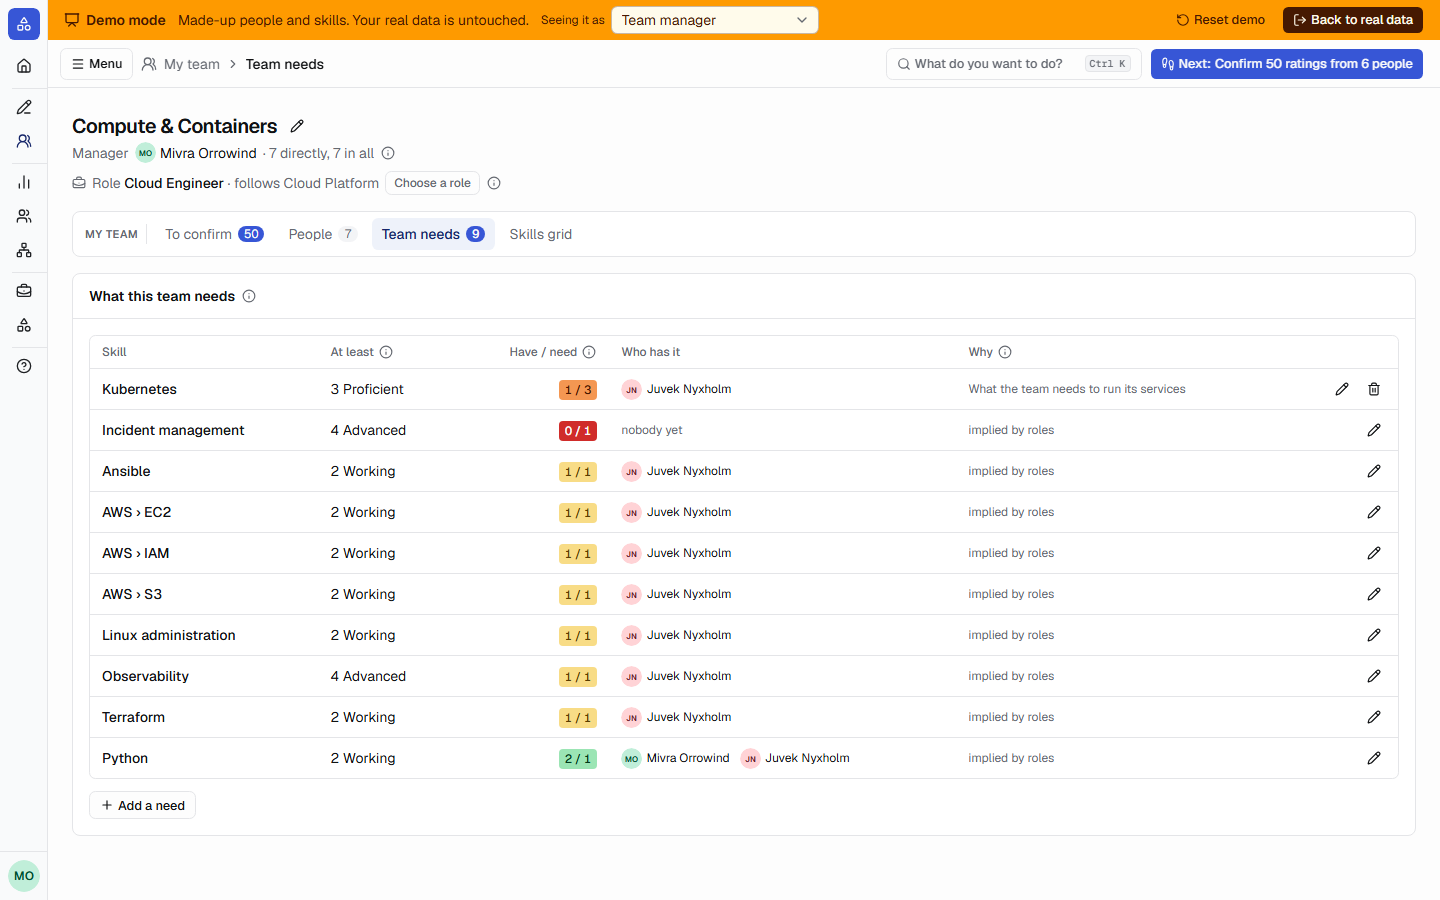 Demo mode Made-up people and skills. Your real data is untouched. Seeing it as Team manager Reset demo Back to real data
Menu My team Team needs What do you want to do? Ctrl K Next: Confirm 50 ratings from 6 people
Compute & Containers
Manager MO Mivra Orrowind · 7 directly, 7 in all
Role Cloud Engineer · follows Cloud Platform Choose a role
MY TEAM To confirm 50 People 7 Team needs 9 Skills grid
What this team needs
Skill At least Have / need Who has it Why
Kubernetes 3 Proficient 1 / 3 JN Juvek Nyxholm What the team needs to run its services
Incident management 4 Advanced 0 / 1 nobody yet implied by roles
Ansible 2 Working 1 / 1 JN Juvek Nyxholm implied by roles
AWS › EC2 2 Working 1 / 1 JN Juvek Nyxholm implied by roles
AWS › IAM 2 Working 1 / 1 JN Juvek Nyxholm implied by roles
AWS › S3 2 Working 1 / 1 JN Juvek Nyxholm implied by roles
Linux administration 2 Working 1 / 1 JN Juvek Nyxholm implied by roles
Observability 4 Advanced 1 / 1 JN Juvek Nyxholm implied by roles
Terraform 2 Working 1 / 1 JN Juvek Nyxholm implied by roles
Python 2 Working 2 / 1 MO Mivra Orrowind JN Juvek Nyxholm implied by roles
+ Add a need
MO